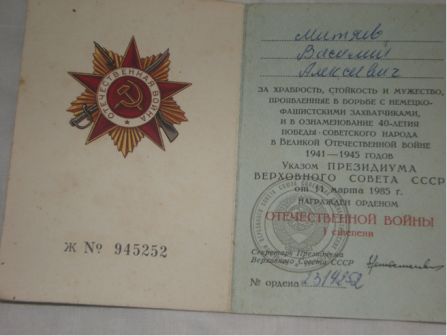 ОТЕЧЕСТВЕННАЯ ВОЙНА
Ж № 945252
Митяев
Василий
Алексеевич
ЗА ХРАБРОСТЬ, СТОЙКОСТЬ И МУЖЕСТВО,
ПРОЯВЛЕННЫЕ В БОРЬБЕ С НЕМЕЦКО-
ФАШИСТСКИМИ ЗАХВАТЧИКАМИ,
И В ОЗНАМЕНОВАНИЕ 40-ЛЕТИЯ
ПОБЕДЫ СОВЕТСКОГО НАРОДА
В ВЕЛИКОЙ ОТЕЧЕСТВЕННОЙ ВОЙНЕ
1941—1945 ГОДОВ
УКАЗОМ ПРЕЗИДИУМА
ВЕРХОВНОГО СОВЕТА СССР
от 11 марта 1985 г.
НАГРАЖДЕН ОРДЕНОМ
ОТЕЧЕСТВЕННОЙ ВОЙНЫ
I степени
Секретарь Президиума
Верховного Совета СССР
№ ордена